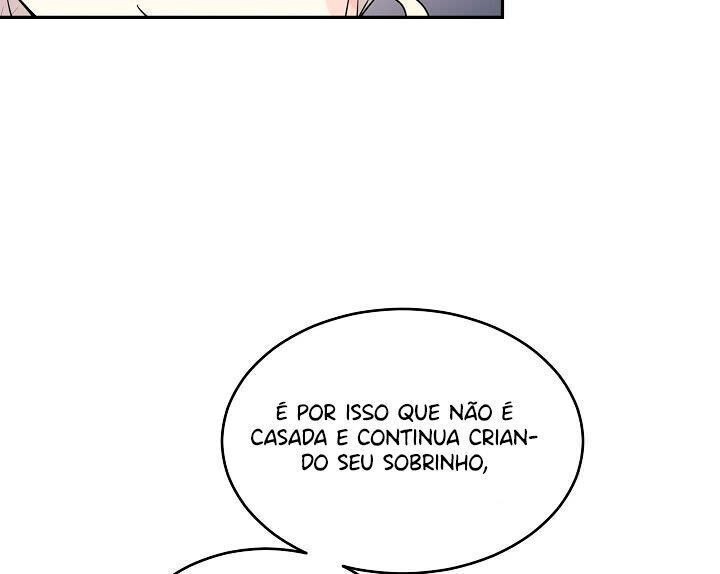 É POR ISSO QUE NÃO É
CASADA E CONTINUA CRIAN-
DO SEU SOBRINHO,